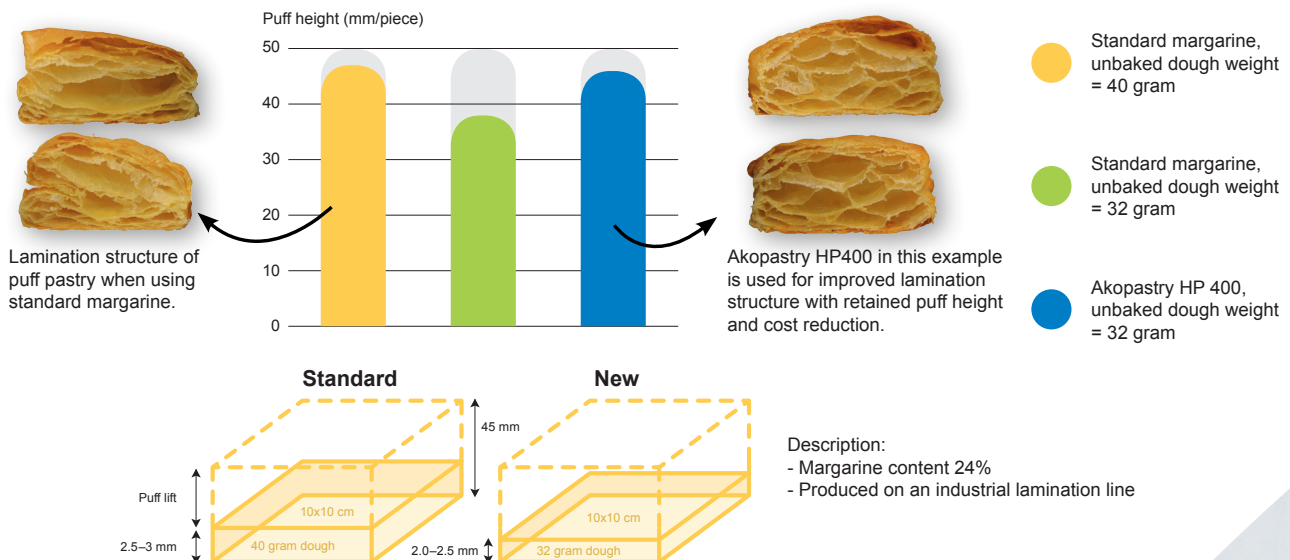 Puff height (mm/piece)
50
40
30
20
10
0
Lamination structure of
puff pastry when using
standard margarine.
Akopastry HP400 in this example
is used for improved lamination
structure with retained puff height
and cost reduction.
Standard margarine,
unbaked dough weight
= 40 gram
Standard margarine,
unbaked dough weight
= 32 gram
Akopastry HP 400,
unbaked dough weight
= 32 gram
Standard
45 mm
Puff lift
10x10 cm
2.5–3 mm
40 gram dough
New
10x10 cm
2.0–2.5 mm
32 gram dough
Description:
- Margarine content 24%
- Produced on an industrial lamination line